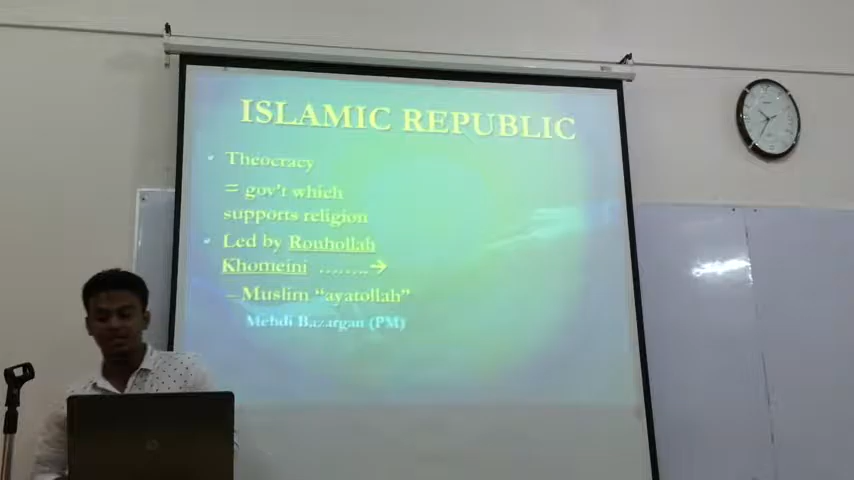 ISLAMIC REPUBLIC
Theocracy
= gov't which
supports religion
Led by Rouhollah
Khomeini ........→
– Muslim “ayatollah”
Mehdi Bazargan (PM)